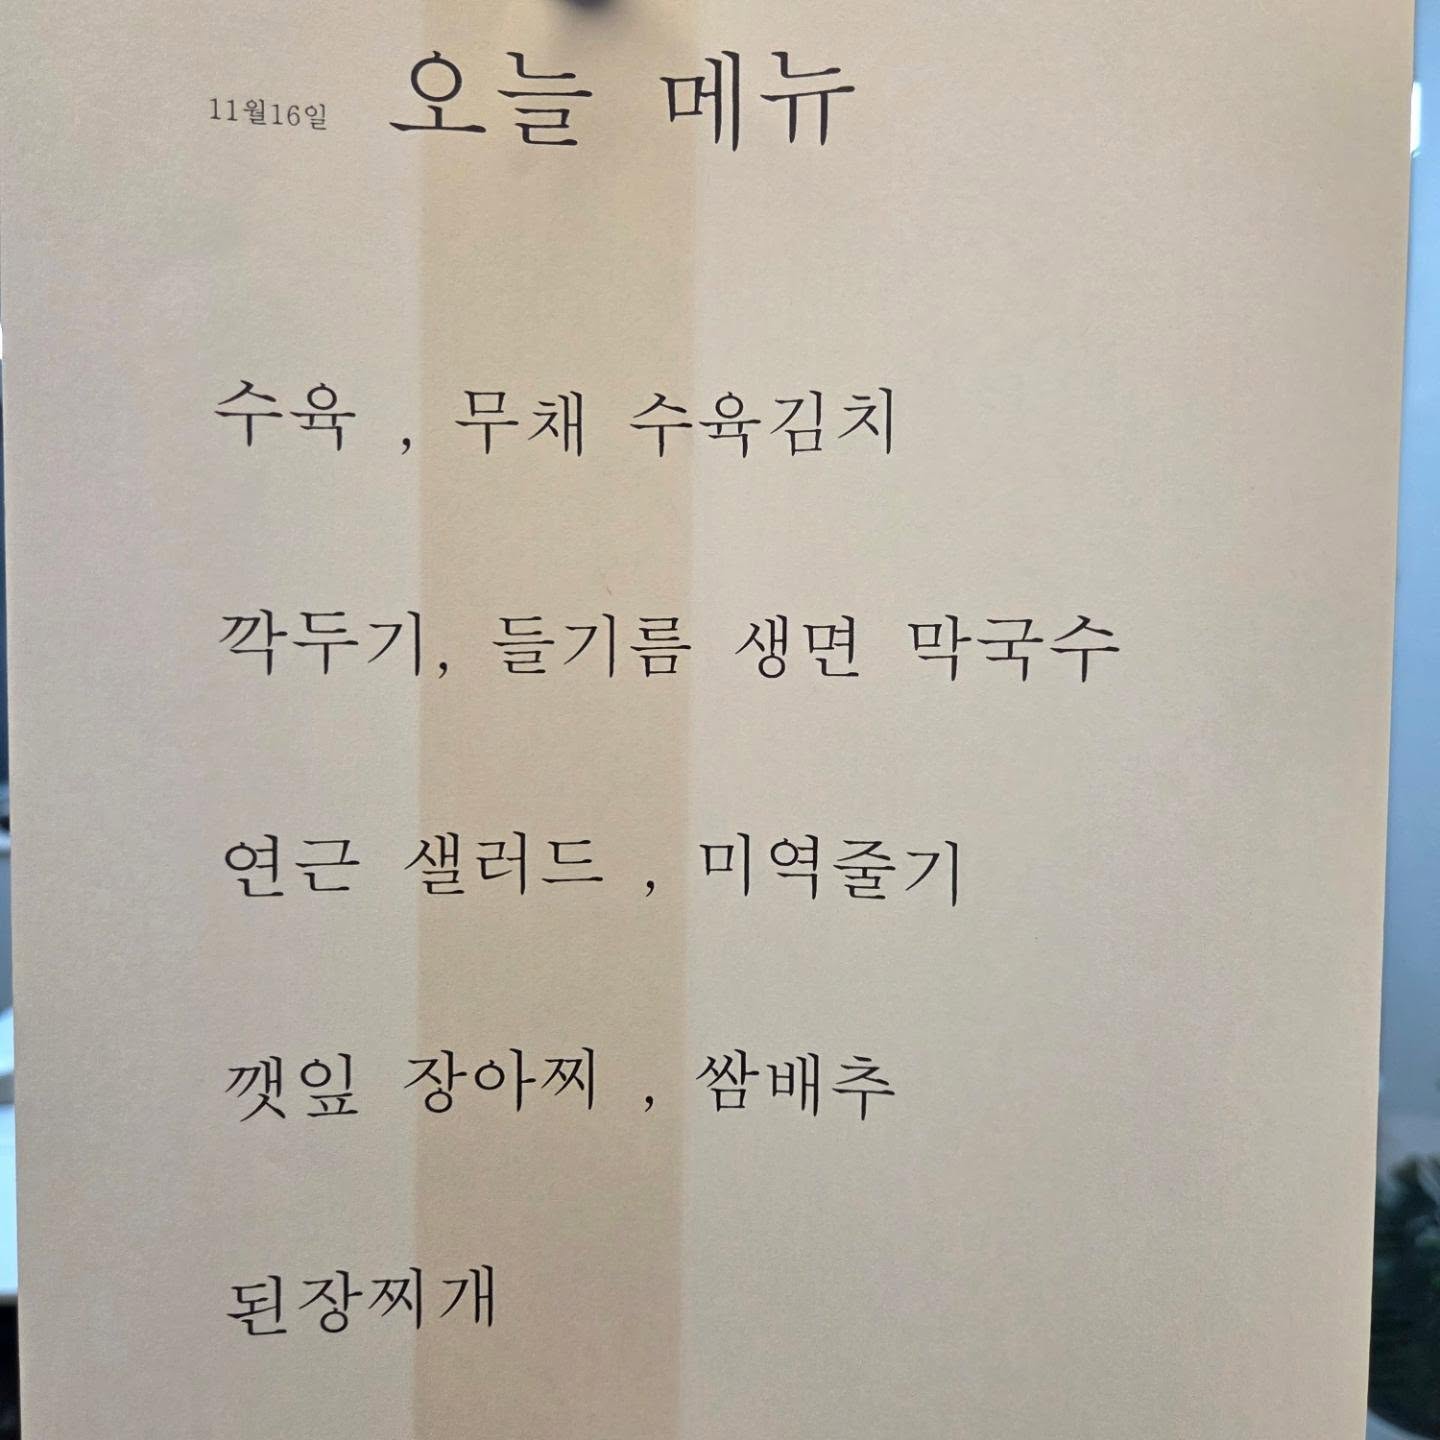 11월16일 오늘 메뉴
수육 , 무채 수육김치
깍두기, 들기름 생면 막국수
연근 샐러드 , 미역줄기
깻잎 장아찌 , 쌈배추
된장찌개